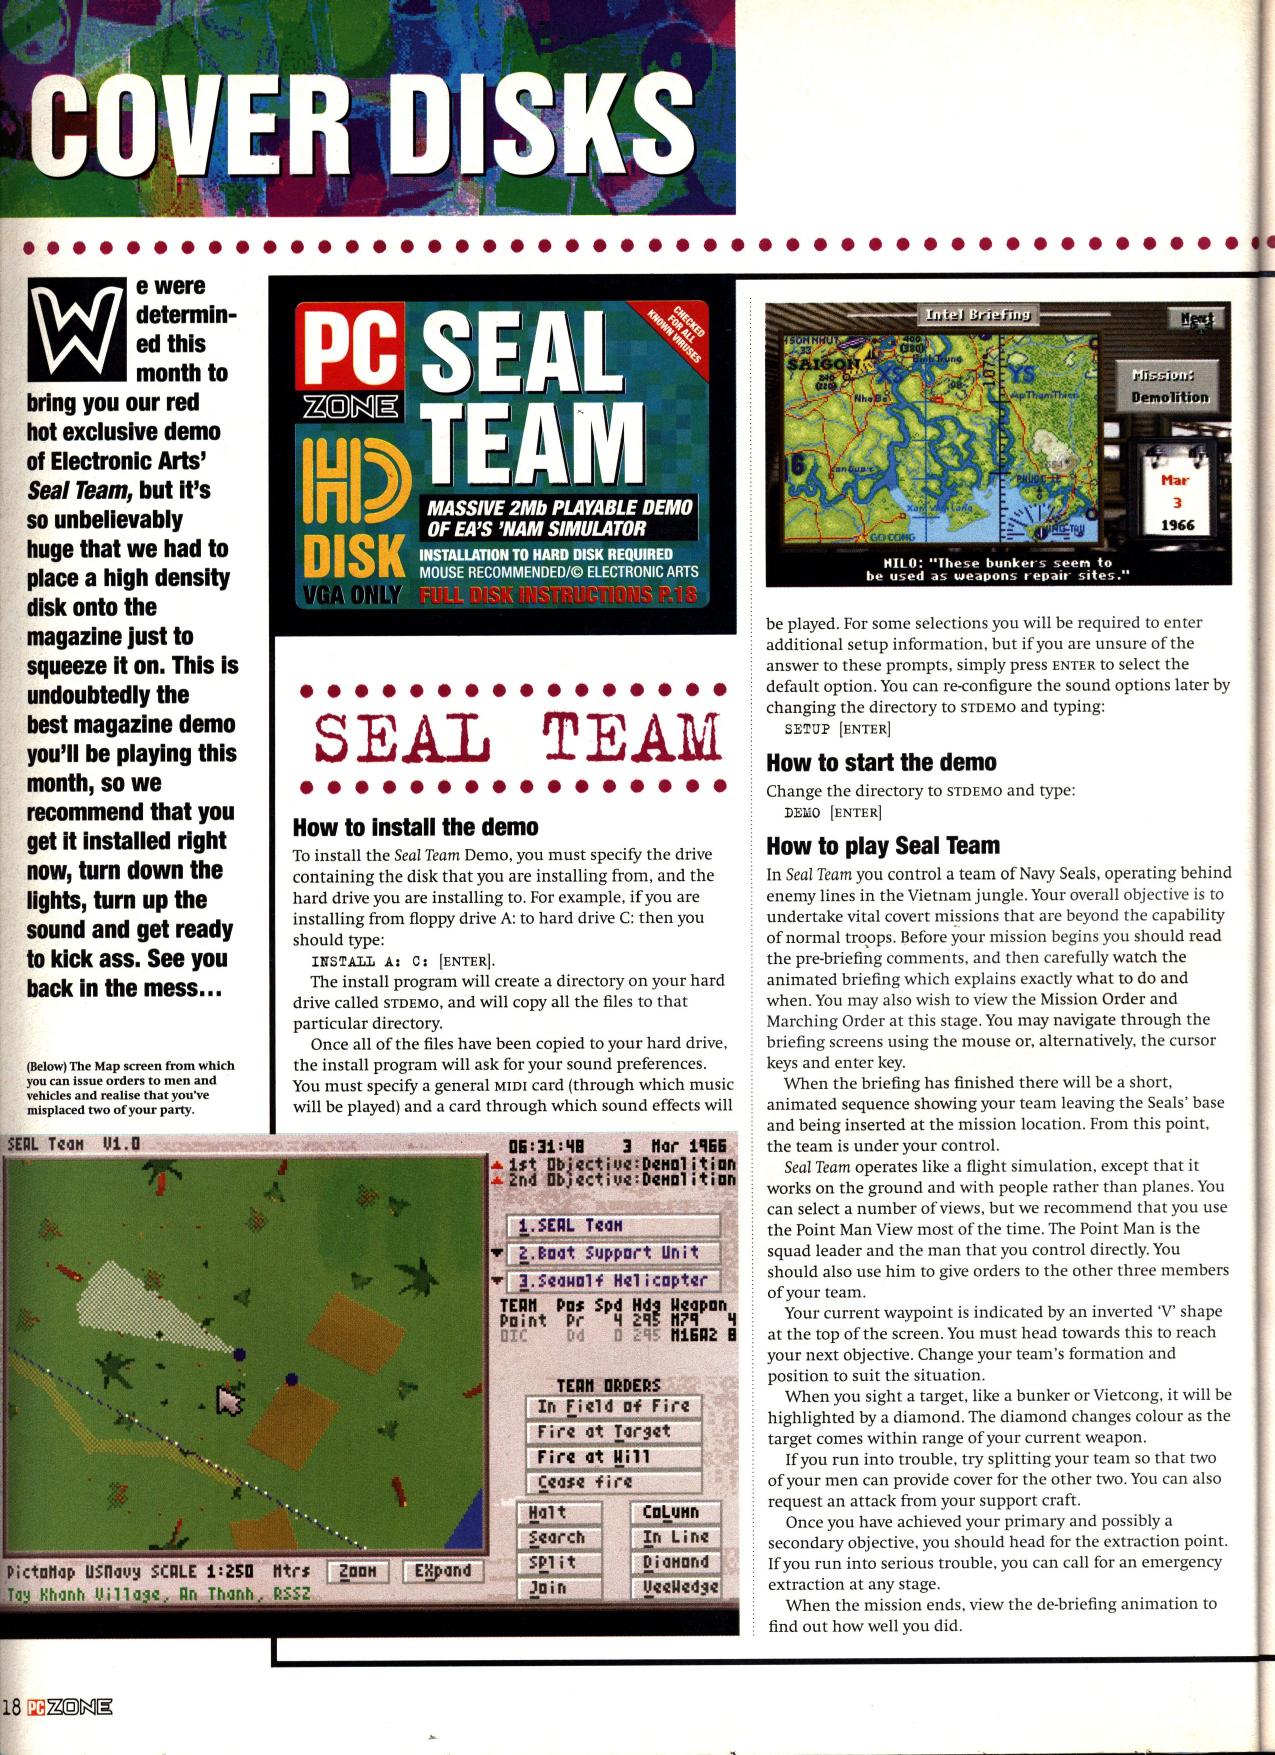 COVER DISKS
We were
determin-
ed this
month to
bring you our red
hot exclusive demo
of Electronic Arts'
Seal Team, but it's
so unbelievably
huge that we had to
place a high density
disk onto the
magazine just to
squeeze it on. This is
undoubtedly the
best magazine demo
you'll be playing this
month, so we
recommend that you
get it installed right
now, turn down the
lights, turn up the
sound and get ready
to kick ass. See you
back in the mess...
(Below) The Map screen from which
you can issue orders to men and
vehicles and realise that you've
misplaced two of your party.
PC
ZONE
HD
DISK
VGA ONLY
SEAL
TEAM
CHECKED
FOR ALL
KNOWN VIRUSES
MASSIVE 2Mb PLAYABLE DEMO
OF EA'S 'NAM SIMULATOR
INSTALLATION TO HARD DISK REQUIRED
MOUSE RECOMMENDED/© ELECTRONIC ARTS
FULL DISK INSTRUCTIONS P.18
SEAL TEAM
How to install the demo
To install the Seal Team Demo, you must specify the drive
containing the disk that you are installing from, and the
hard drive you are installing to. For example, if you are
installing from floppy drive A: to hard drive C: then you
should type:
INSTALL A: C: [ENTER].
The install program will create a directory on your hard
drive called STDEMO, and will copy all the files to that
particular directory.
Once all of the files have been copied to your hard drive,
the install program will ask for your sound preferences.
You must specify a general MIDI card (through which music
will be played) and a card through which sound effects will
SEAL Team V1.0
06:31:48 3 Mar 1966
1st Objective:Demolition
2nd Objective:Demolition
1.SEAL Team
2.Boat Support Unit
3.Seawolf Helicopter
TEAM Pos Spd Hdg Weapon
Point Pr 4 295 M79 4
OIC Dd 0 295 M16A2 8
TEAM ORDERS
In Field of Fire
Fire at Target
Fire at Will
Cease fire
Halt
Column
Search
In Line
Split
Diamond
Join
VeeWedge
PictoMap USNavy SCALE 1:250 Mtrs
Zoom
EXpand
Tay Khanh Village, An Thanh, RSSZ
Intel Briefing
Next
SAIGON
Nha Be
Binh Trung
107°
YS
Ap Tham Thien
GO CONG
Mission:
Demolition
Mar
3
1966
NILO: "These bunkers seem to
be used as weapons repair sites."
be played. For some selections you will be required to enter
additional setup information, but if you are unsure of the
answer to these prompts, simply press ENTER to select the
default option. You can re-configure the sound options later by
changing the directory to STDEMO and typing:
SETUP [ENTER]
How to start the demo
Change the directory to STDEMO and type:
DEMO [ENTER]
How to play Seal Team
In Seal Team you control a team of Navy Seals, operating behind
enemy lines in the Vietnam jungle. Your overall objective is to
undertake vital covert missions that are beyond the capability
of normal troops. Before your mission begins you should read
the pre-briefing comments, and then carefully watch the
animated briefing which explains exactly what to do and
when. You may also wish to view the Mission Order and
Marching Order at this stage. You may navigate through the
briefing screens using the mouse or, alternatively, the cursor
keys and enter key.
When the briefing has finished there will be a short,
animated sequence showing your team leaving the Seals' base
and being inserted at the mission location. From this point,
the team is under your control.
Seal Team operates like a flight simulation, except that it
works on the ground and with people rather than planes. You
can select a number of views, but we recommend that you use
the Point Man View most of the time. The Point Man is the
squad leader and the man that you control directly. You
should also use him to give orders to the other three members
of your team.
Your current waypoint is indicated by an inverted 'V' shape
at the top of the screen. You must head towards this to reach
your next objective. Change your team's formation and
position to suit the situation.
When you sight a target, like a bunker or Vietcong, it will be
highlighted by a diamond. The diamond changes colour as the
target comes within range of your current weapon.
If you run into trouble, try splitting your team so that two
of your men can provide cover for the other two. You can also
request an attack from your support craft.
Once you have achieved your primary and possibly a
secondary objective, you should head for the extraction point.
If you run into serious trouble, you can call for an emergency
extraction at any stage.
When the mission ends, view the de-briefing animation to
find out how well you did.
18 PC ZONE